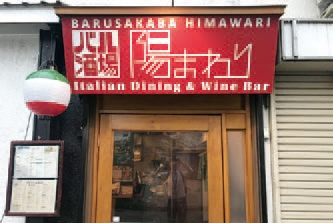 BARUSAKABA HIMAWARI
バル酒場 陽まわり
Italian Dining & Wine Bar